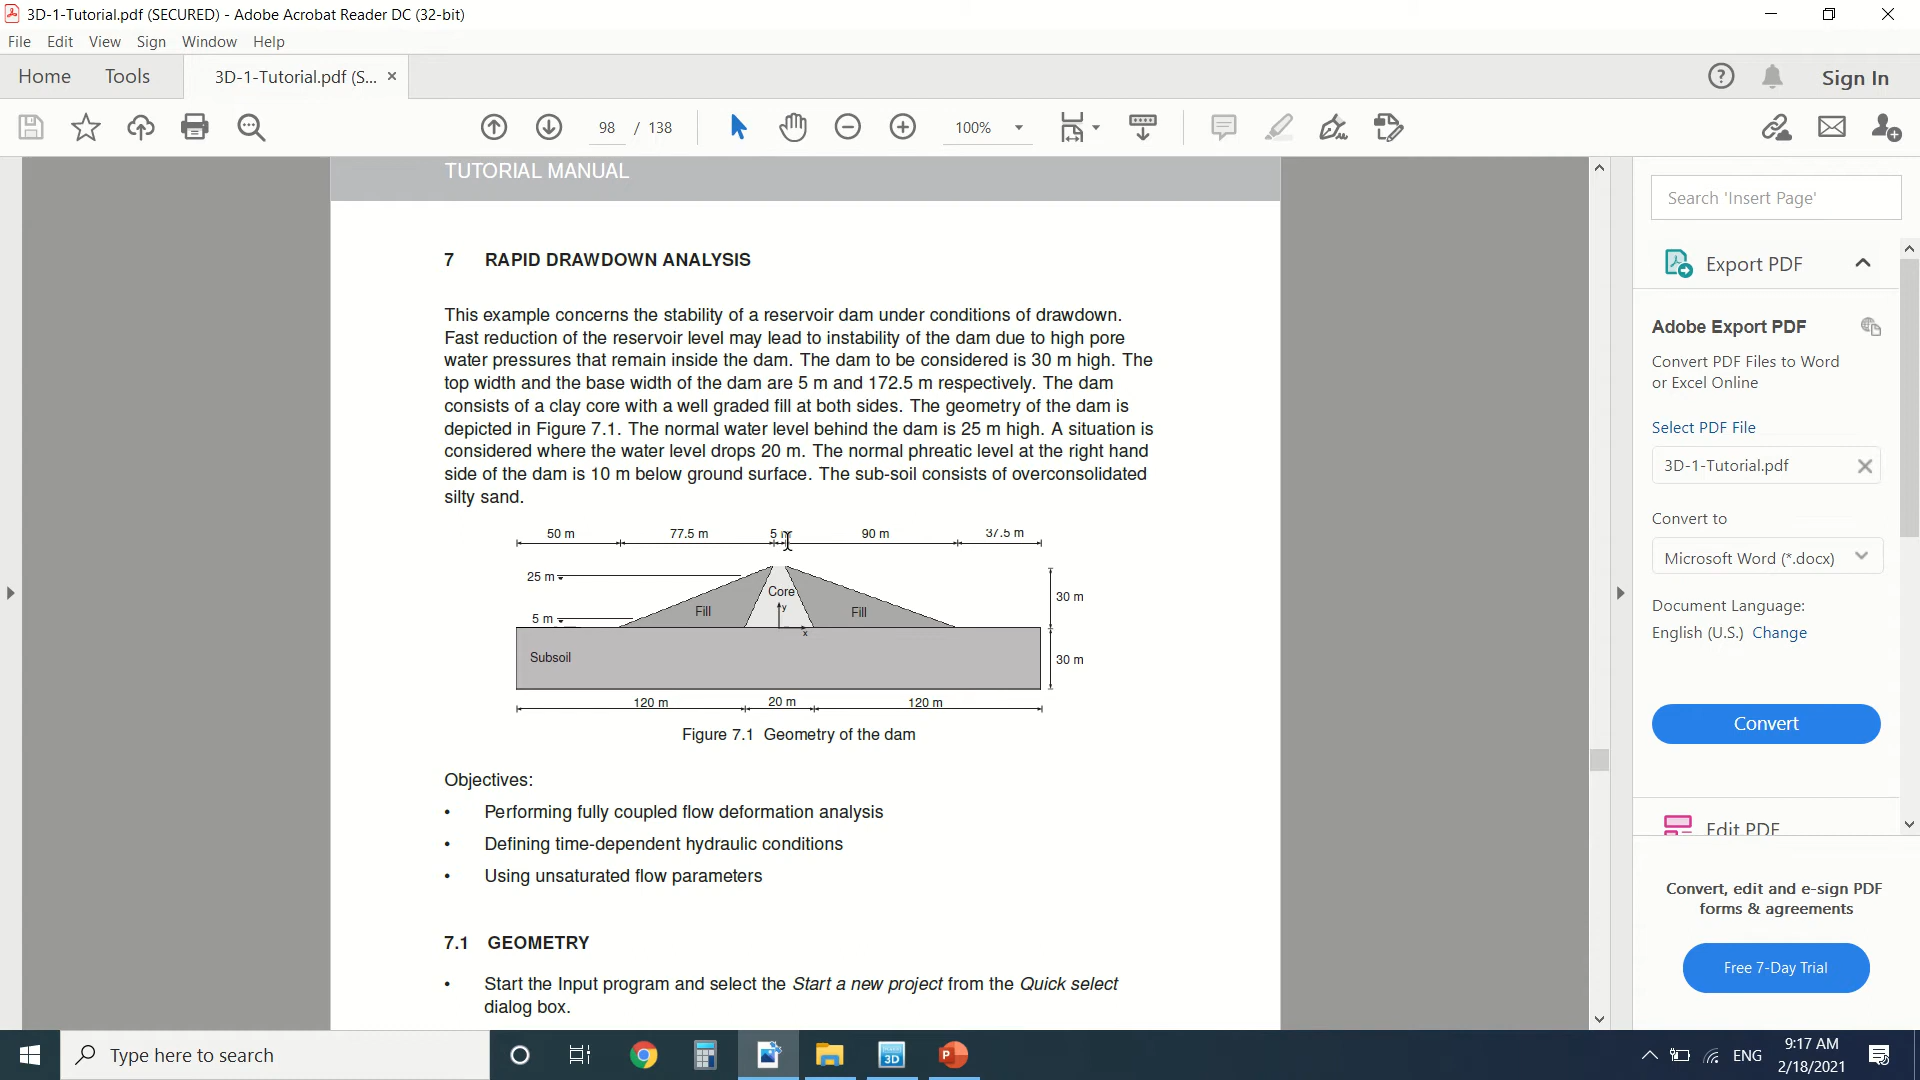 3D-1-Tutorial.pdf (SECURED) - Adobe Acrobat Reader DC (32-bit)
File Edit View Sign Window Help
Home Tools 3D-1-Tutorial.pdf (S... × Sign In
98 / 138 100%
TUTORIAL MANUAL
7 RAPID DRAWDOWN ANALYSIS
This example concerns the stability of a reservoir dam under conditions of drawdown.
Fast reduction of the reservoir level may lead to instability of the dam due to high pore
water pressures that remain inside the dam. The dam to be considered is 30 m high. The
top width and the base width of the dam are 5 m and 172.5 m respectively. The dam
consists of a clay core with a well graded fill at both sides. The geometry of the dam is
depicted in Figure 7.1. The normal water level behind the dam is 25 m high. A situation is
considered where the water level drops 20 m. The normal phreatic level at the right hand
side of the dam is 10 m below ground surface. The sub-soil consists of overconsolidated
silty sand.
50 m 77.5 m 5 m 90 m 37.5 m
25 m
Core
30 m
y
Fill Fill
5 m
x
Subsoil
30 m
120 m 20 m 120 m
Figure 7.1 Geometry of the dam
Objectives:
• Performing fully coupled flow deformation analysis
• Defining time-dependent hydraulic conditions
• Using unsaturated flow parameters
7.1 GEOMETRY
• Start the Input program and select the Start a new project from the Quick select
dialog box.
Search 'Insert Page'
Export PDF
Adobe Export PDF
Convert PDF Files to Word
or Excel Online
Select PDF File
3D-1-Tutorial.pdf
Convert to
Microsoft Word (*.docx)
Document Language:
English (U.S.) Change
Convert
Edit PDF
Convert, edit and e-sign PDF
forms & agreements
Free 7-Day Trial
Type here to search
3D
P
ENG
9:17 AM
2/18/2021